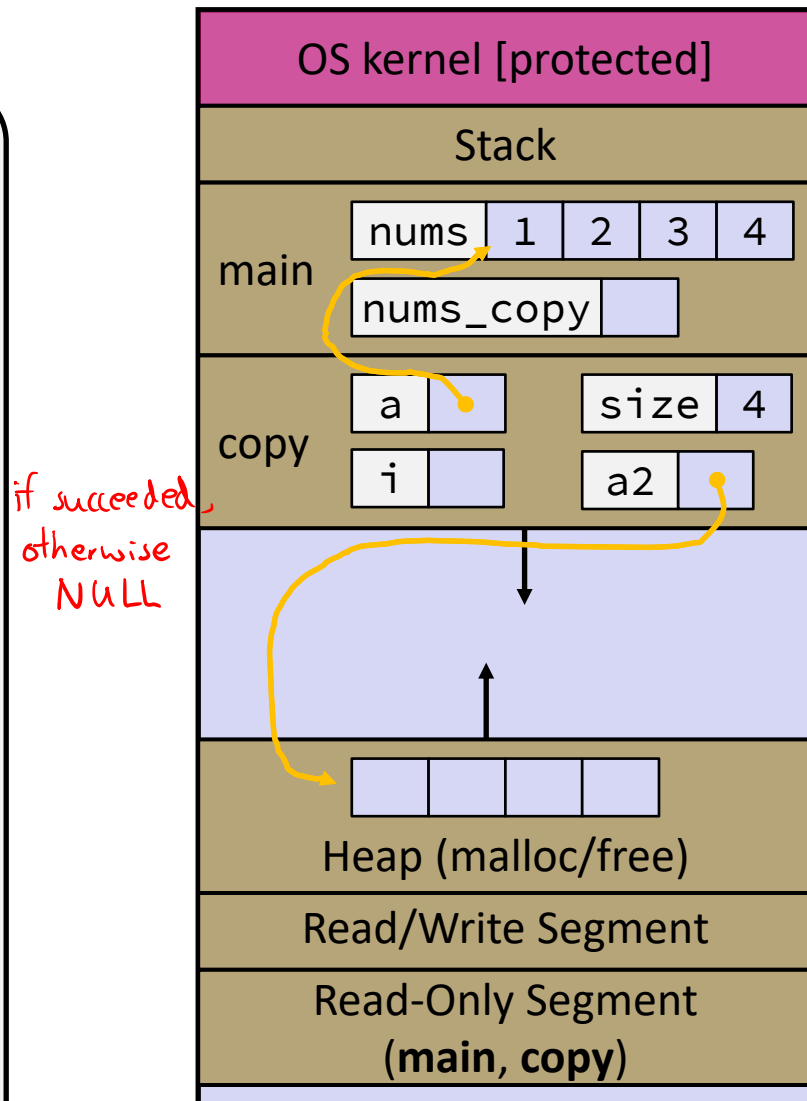 OS kernel [protected]
Stack
main
nums 1 2 3 4
nums_copy
copy
a
size 4
i
a2
if succeeded,
otherwise
NULL
Heap (malloc/free)
Read/Write Segment
Read-Only Segment
(main, copy)